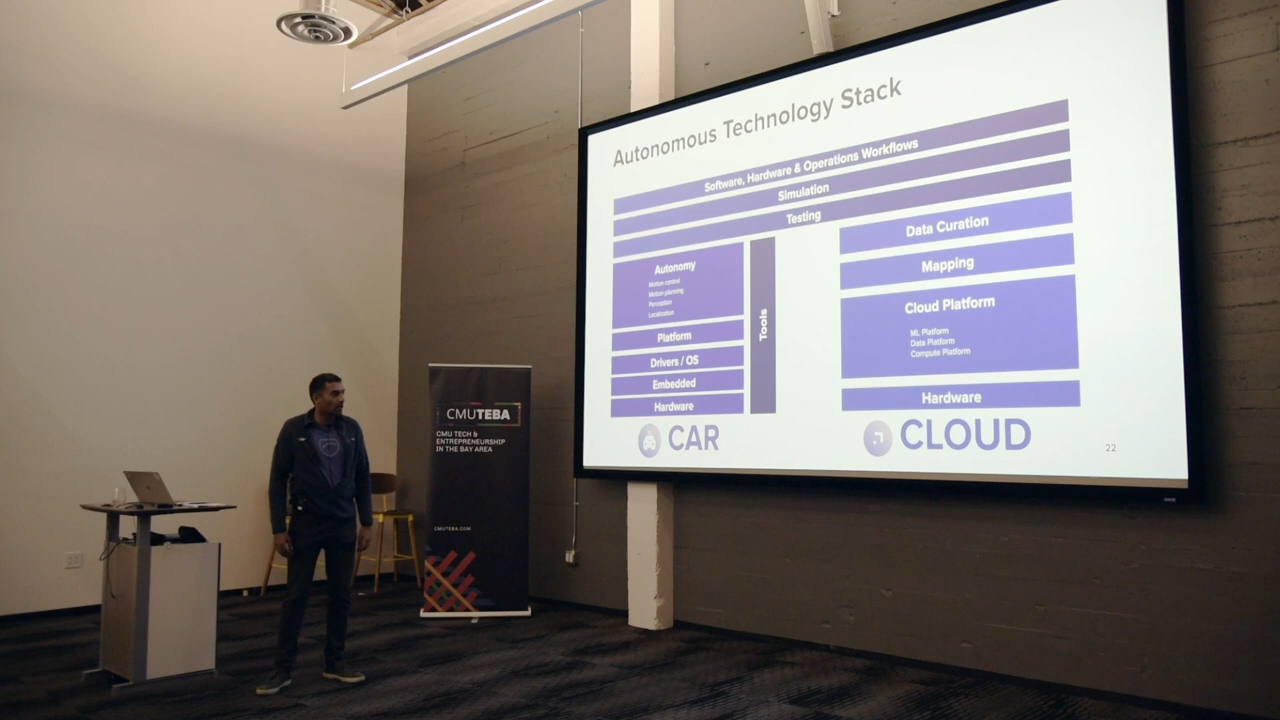 Autonomous Technology Stack
Software, Hardware & Operations Workflows
Simulation
Testing
Autonomy
Motion control
Motion planning
Perception
Localization
Platform
Drivers / OS
Embedded
Hardware
Tools
CAR
Data Curation
Mapping
Cloud Platform
ML Platform
Data Platform
Compute Platform
Hardware
CLOUD
22
CMUTEBA
CMU TECH &
ENTREPRENEURSHIP
IN THE BAY AREA
CMUTEBA.COM